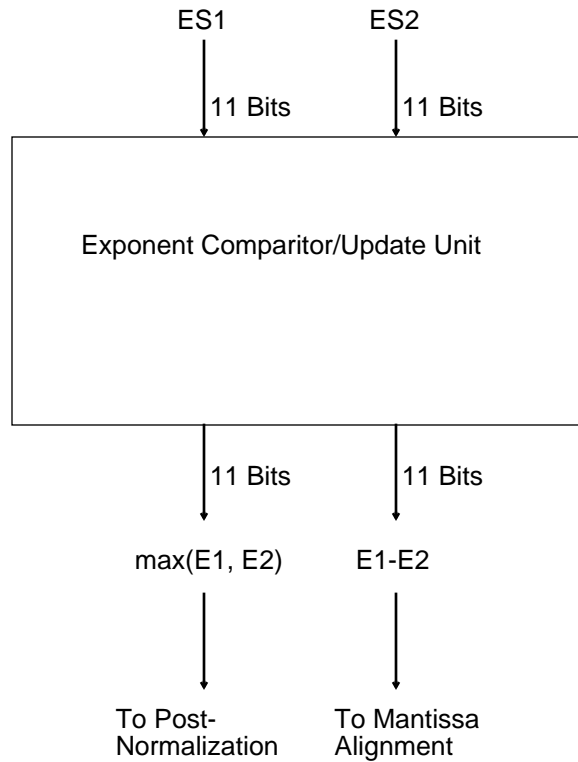 ES1 ES2
11 Bits 11 Bits
Exponent Comparitor/Update Unit
11 Bits 11 Bits
max(E1, E2) E1-E2
To Post-
Normalization
To Mantissa
Alignment